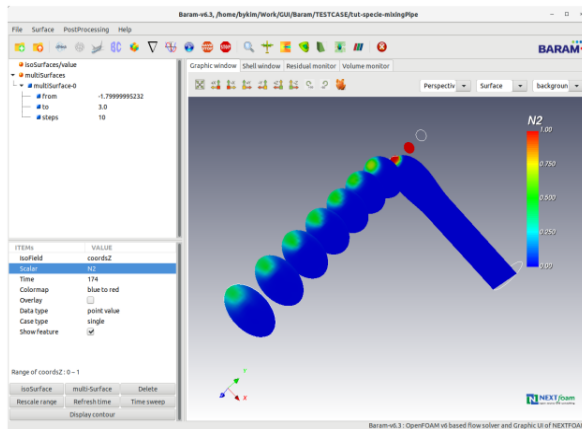 Baram-v6.3, /home/bykim/Work/GUI/Baram/TESTCASE/tut-specie-mixingPipe
File Surface PostProcessing Help
BARAM
isoSurfaces/value
multiSurfaces
multiSurface-0
from -1.79999995232
to 3.0
steps 10
Graphic window Shell window Residual monitor Volume monitor
Perspectiv Surface backgroun
N2
1.00
0.750
0.500
0.250
0.00
ITEMs VALUE
IsoField coordsZ
Scalar N2
Time 174
Colormap blue to red
Overlay
Data type point value
Case type single
Show feature
Range of coordsZ : 0 – 1
isoSurface multi-Surface Delete
Rescale range Refresh time Time sweep
Display contour
Y
X
NEXTfoam
Baram-v6.3 : OpenFOAM v6 based flow solver and Graphic UI of NEXTFOA